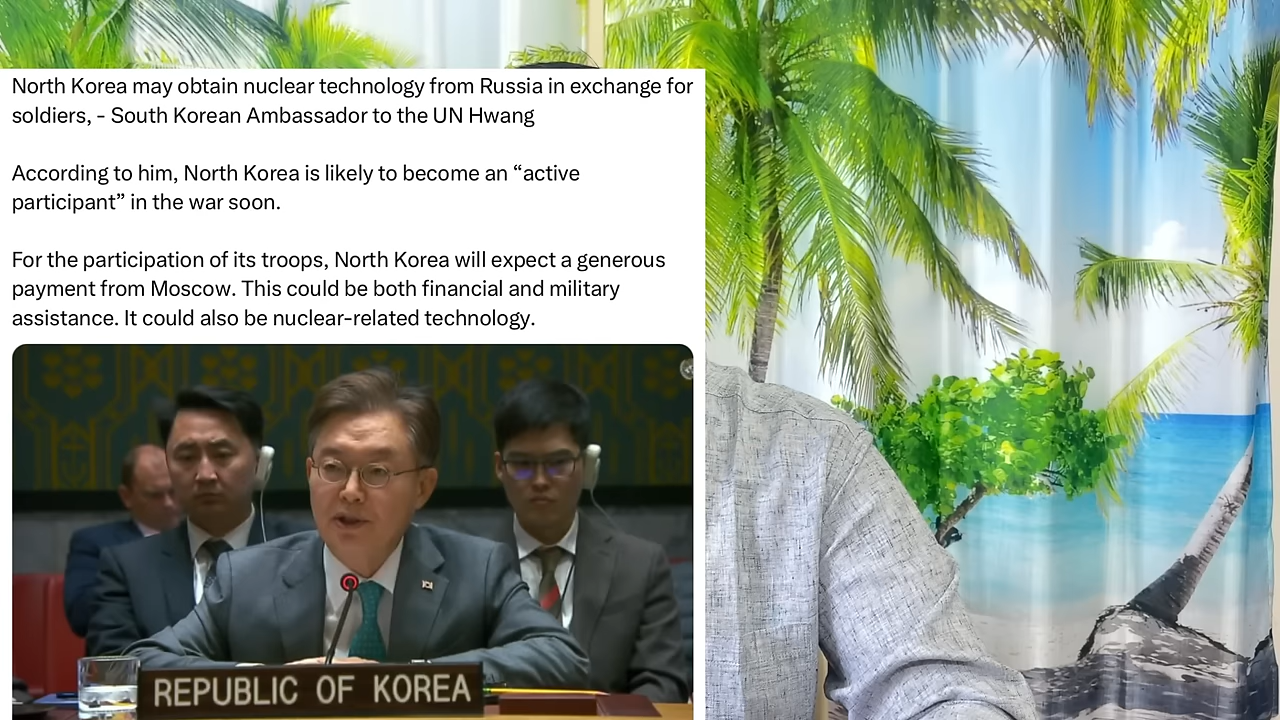 North Korea may obtain nuclear technology from Russia in exchange for
soldiers, - South Korean Ambassador to the UN Hwang
According to him, North Korea is likely to become an “active
participant” in the war soon.
For the participation of its troops, North Korea will expect a generous
payment from Moscow. This could be both financial and military
assistance. It could also be nuclear-related technology.
REPUBLIC OF KOREA